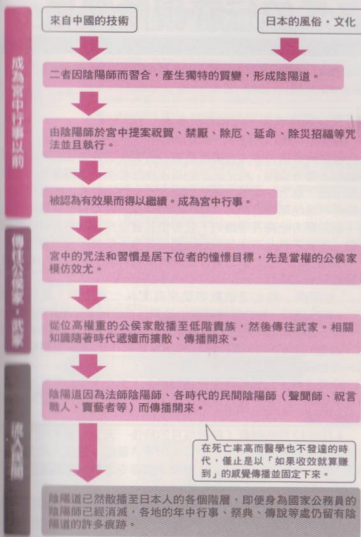 來自中國的技術
日本的風俗・文化
成為宮中行事以前
二者因陰陽師而習合，產生獨特的質變，形成陰陽道。
由陰陽師於宮中提案祝賀、禁厭、除厄、延命、除災招福等咒
法並且執行。
被認為有效果而得以繼續。成為宮中行事。
傳往公侯家，武家
宮中的咒法和習慣是居下位者的憧憬目標，先是當權的公侯家
模仿效尤。
從位高權重的公侯家散播至低階貴族，然後傳往武家。相關
知識隨著時代遞嬗而擴散、傳播開來。
流入民間
陰陽道因為法師陰陽師、各時代的民間陰陽師（聲聞師、祝言
職人、賣藝者等）而傳播開來。
在死亡率高而醫學也不發達的時
代，僅止是以「如果收效就算賺
到」的感覺傳播並固定下來。
陰陽道已然散播至日本人的各個階層，即便身為國家公務員的
陰陽師已經消滅，各地的年中行事、祭典、傳說等處仍留有陰
陽道的許多痕跡。